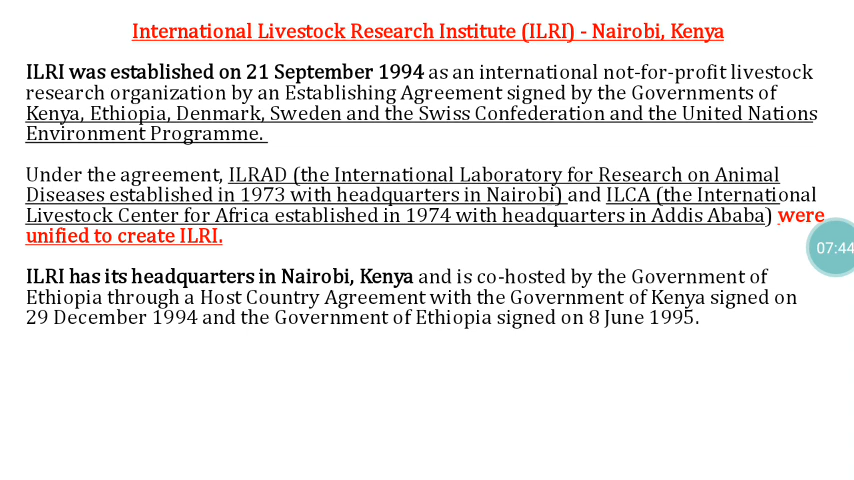 International Livestock Research Institute (ILRI) - Nairobi, Kenya
ILRI was established on 21 September 1994 as an international not-for-profit livestock
research organization by an Establishing Agreement signed by the Governments of
Kenya, Ethiopia, Denmark, Sweden and the Swiss Confederation and the United Nations
Environment Programme.
Under the agreement, ILRAD (the International Laboratory for Research on Animal
Diseases established in 1973 with headquarters in Nairobi) and ILCA (the International
Livestock Center for Africa established in 1974 with headquarters in Addis Ababa) were
unified to create ILRI.
07:44
ILRI has its headquarters in Nairobi, Kenya and is co-hosted by the Government of
Ethiopia through a Host Country Agreement with the Government of Kenya signed on
29 December 1994 and the Government of Ethiopia signed on 8 June 1995.